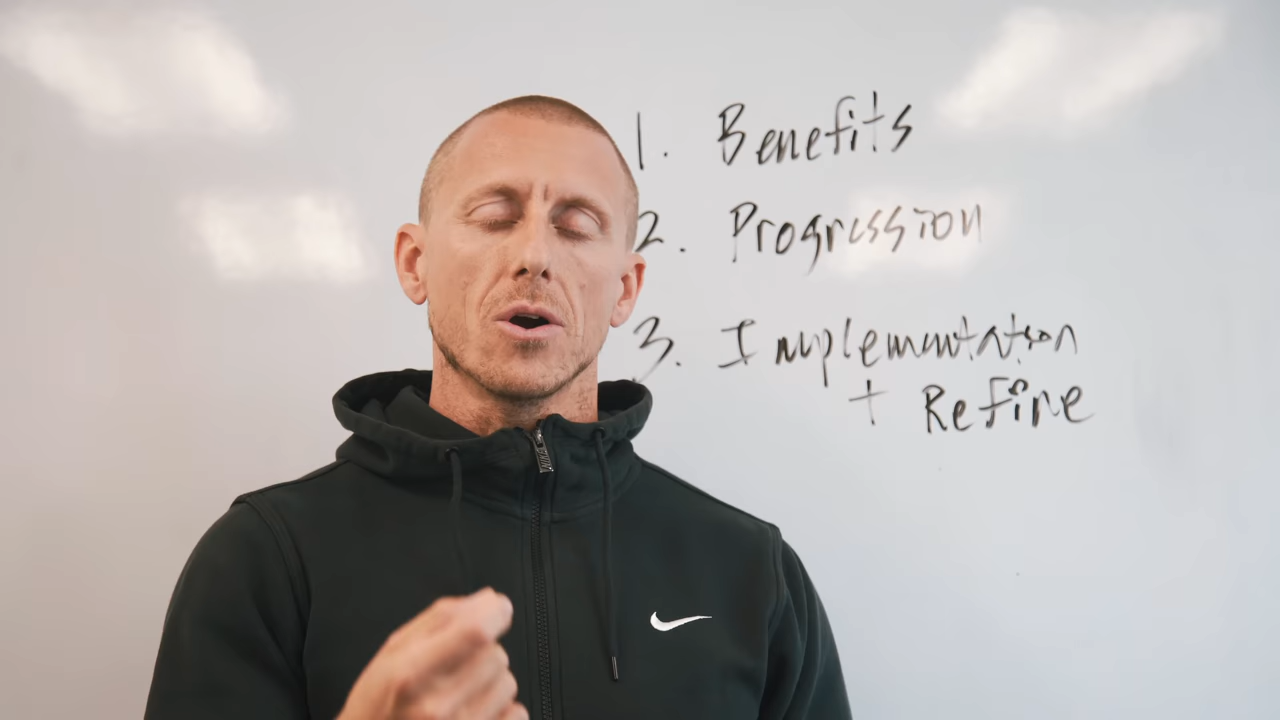 1. Benefits
2. Progression
3. Implementation
+ Refine